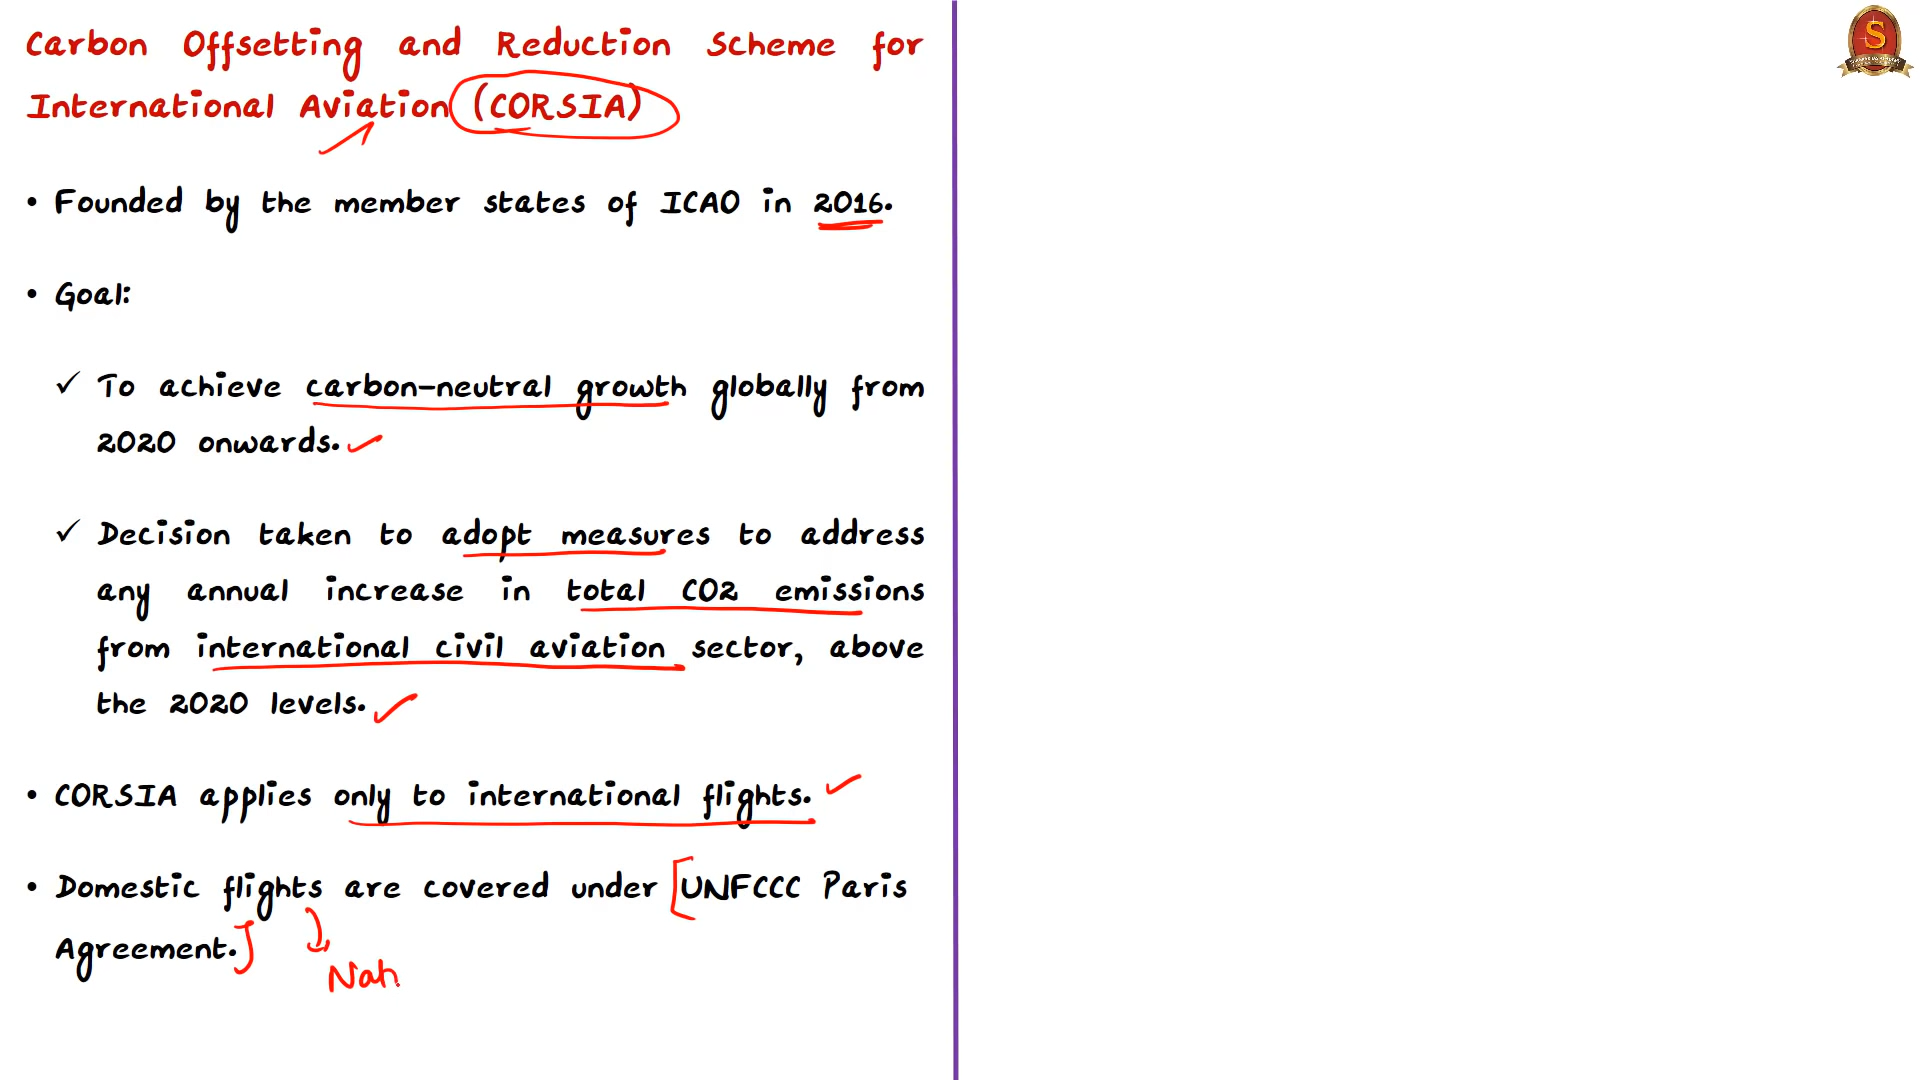 Carbon Offsetting and Reduction Scheme for
International Aviation (CORSIA)
• Founded by the member states of ICAO in 2016.
• Goal:
✓ To achieve carbon-neutral growth globally from
2020 onwards.
✓ Decision taken to adopt measures to address
any annual increase in total CO2 emissions
from international civil aviation sector, above
the 2020 levels.
• CORSIA applies only to international flights.
• Domestic flights are covered under UNFCCC Paris
Agreement.
S